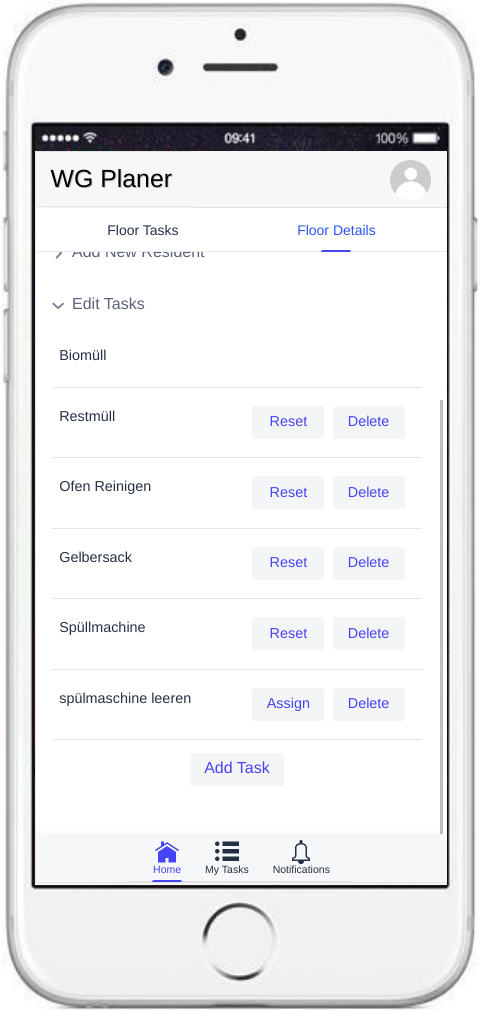 09:41 100%
WG Planer
Floor Tasks Floor Details
Add New Resident
Edit Tasks
Biomüll
Restmüll Reset Delete
Ofen Reinigen Reset Delete
Gelbersack Reset Delete
Spüllmachine Reset Delete
spülmaschine leeren Assign Delete
Add Task
Home My Tasks Notifications